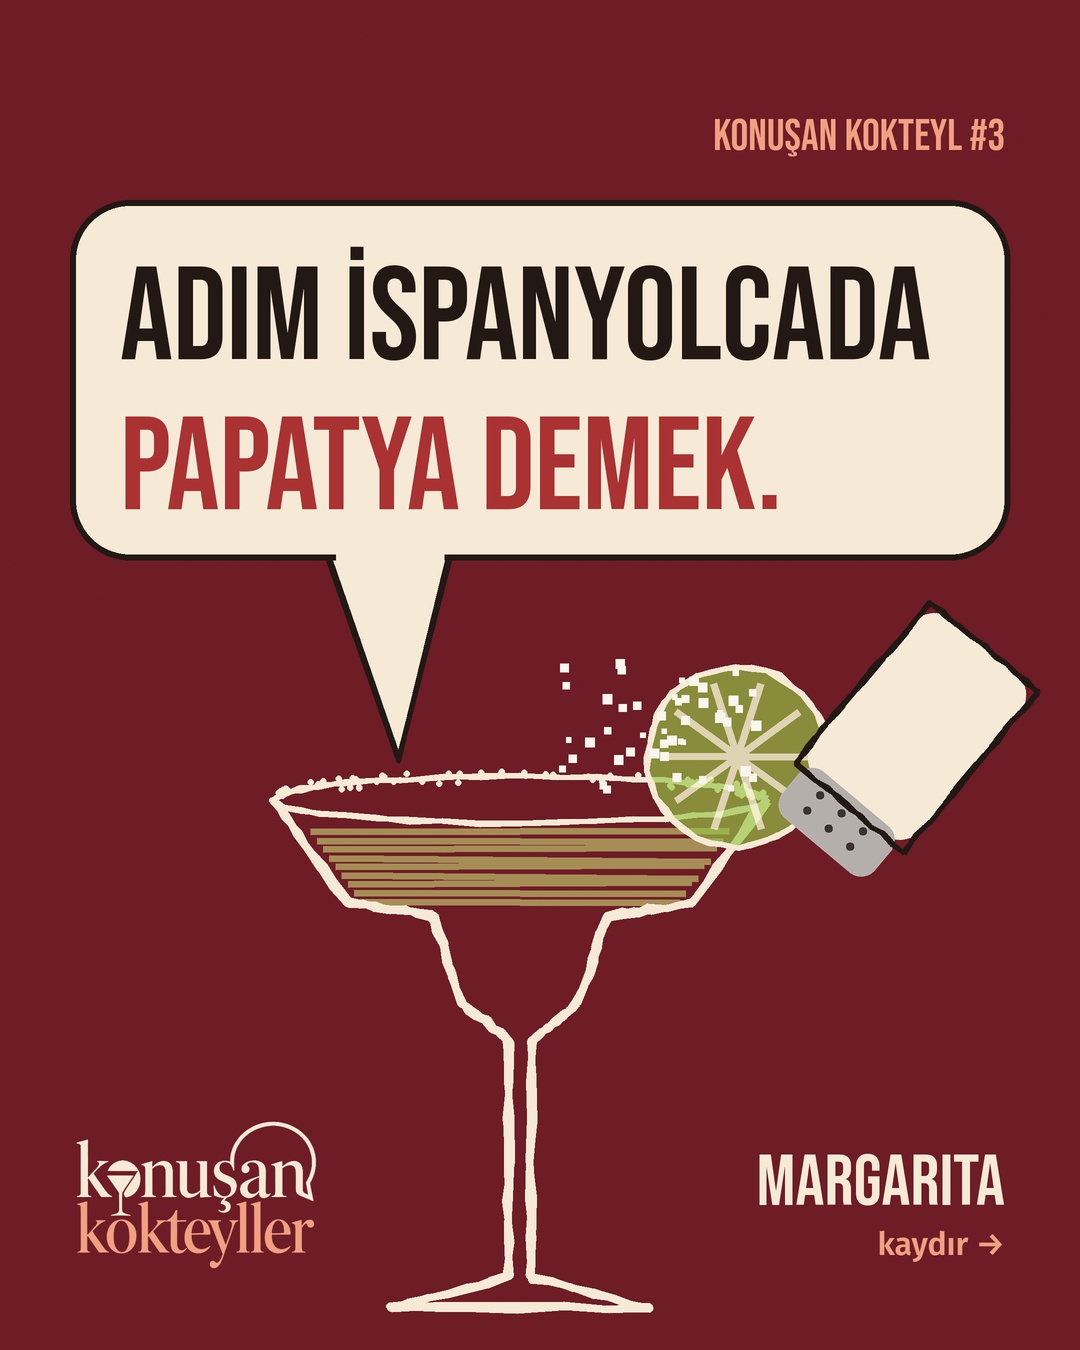 KONUŞAN KOKTEYL #3
ADIM İSPANYOLCADA
PAPATYA DEMEK.
konuşan
kokteyller
MARGARITA
kaydır →